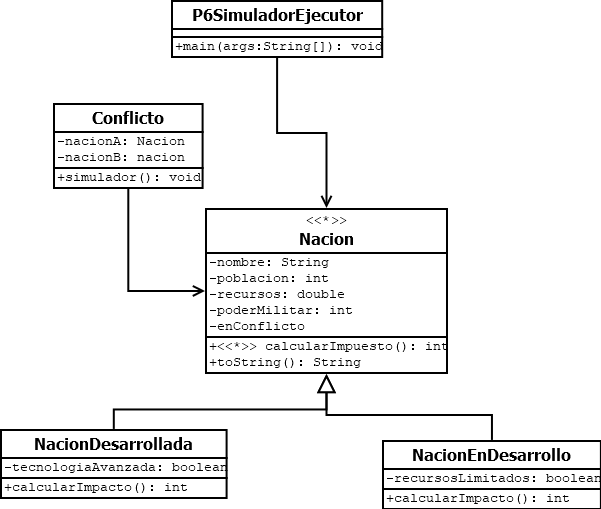 P6SimuladorEjecutor
+main(args:String[]): void
Conflicto
-nacionA: Nacion
-nacionB: nacion
+simulador(): void
<<*>>
Nacion
-nombre: String
-poblacion: int
-recursos: double
-poderMilitar: int
-enConflicto
+<<*>> calcularImpuesto(): int
+toString(): String
NacionDesarrollada
-tecnologiaAvanzada: boolean
+calcularImpacto(): int
NacionEnDesarrollo
-recursosLimitados: boolean
+calcularImpacto(): int